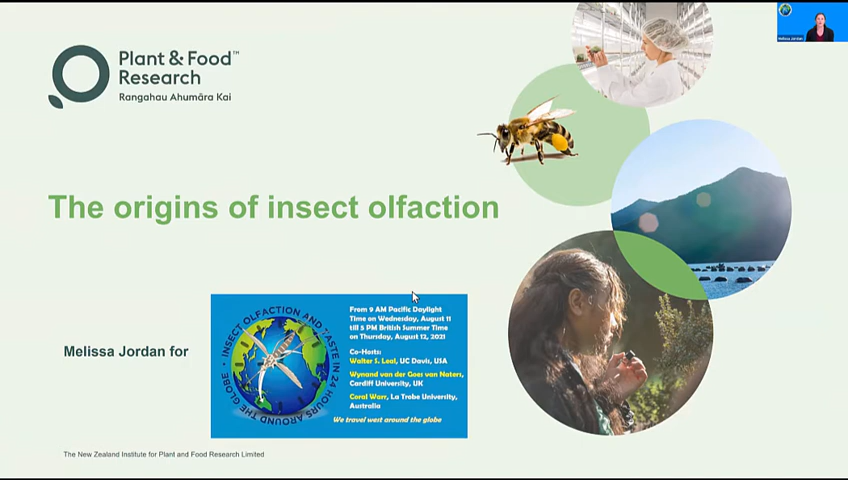 Plant & Food™
Research
Rangahau Ahumāra Kai
Melissa Jordan
The origins of insect olfaction
Melissa Jordan for
INSECT OLFACTION AND TASTE IN 24 HOURS AROUND THE GLOBE
From 9 AM Pacific Daylight
Time on Wednesday, August 11
till 5 PM British Summer Time
on Thursday, August 12, 2021
Co-Hosts:
Walter S. Leal, UC Davis, USA
Wynand van der Goes van Naters,
Cardiff University, UK
Coral Warr, La Trobe University,
Australia
We travel west around the globe
The New Zealand Institute for Plant and Food Research Limited